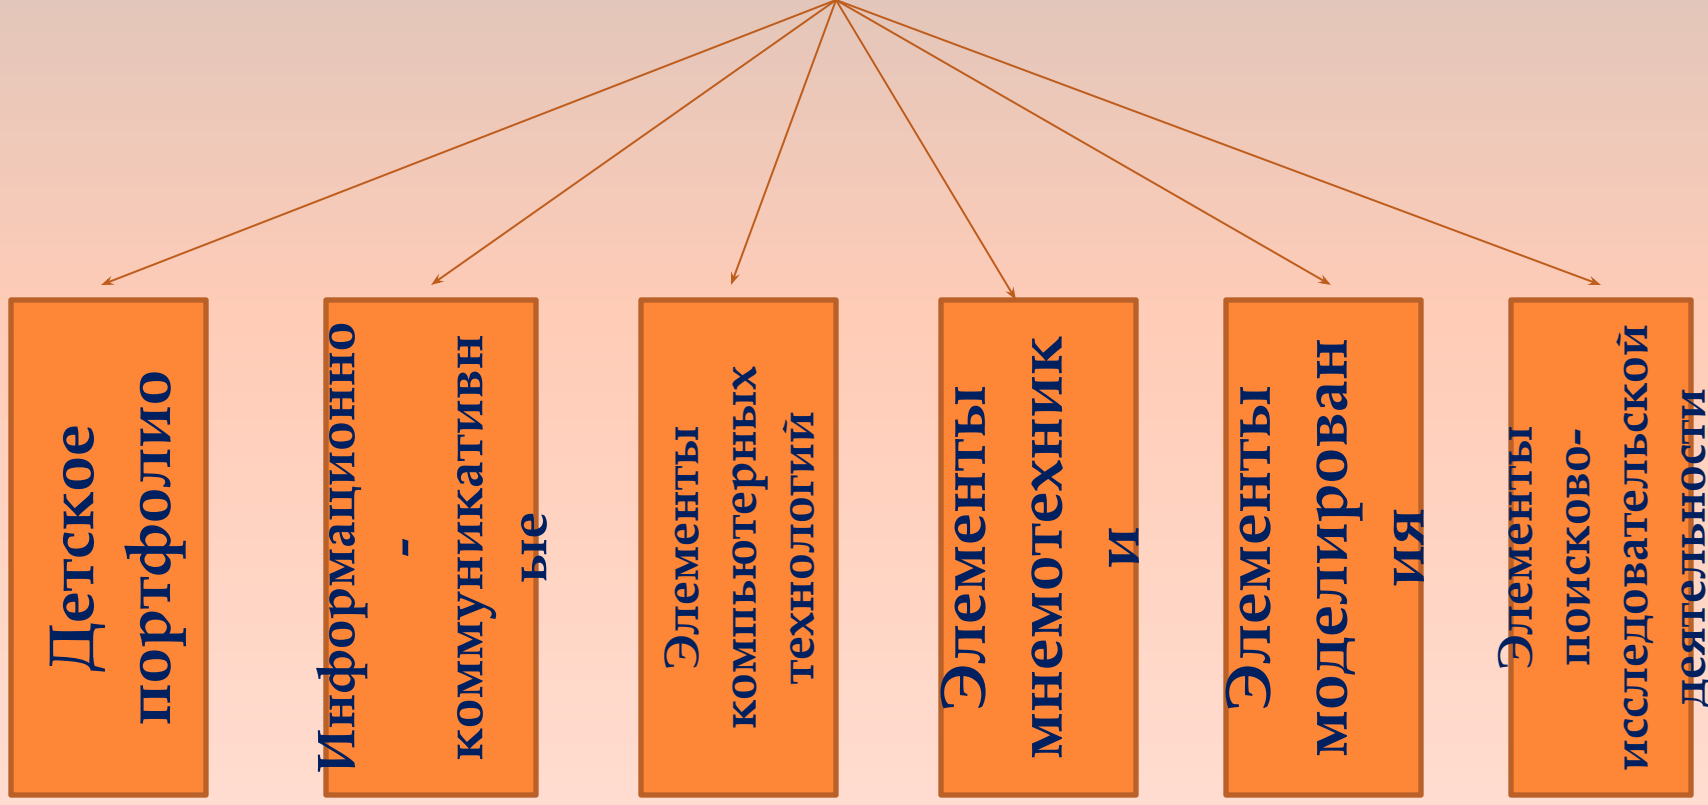 Детское
портфолио
Информационно
-
коммуникативн
ые
Элементы
компьютерных
технологий
Элементы
мнемотехник
и
Элементы
моделирован
ия
Элементы
поисково-
исследовательской
деятельности